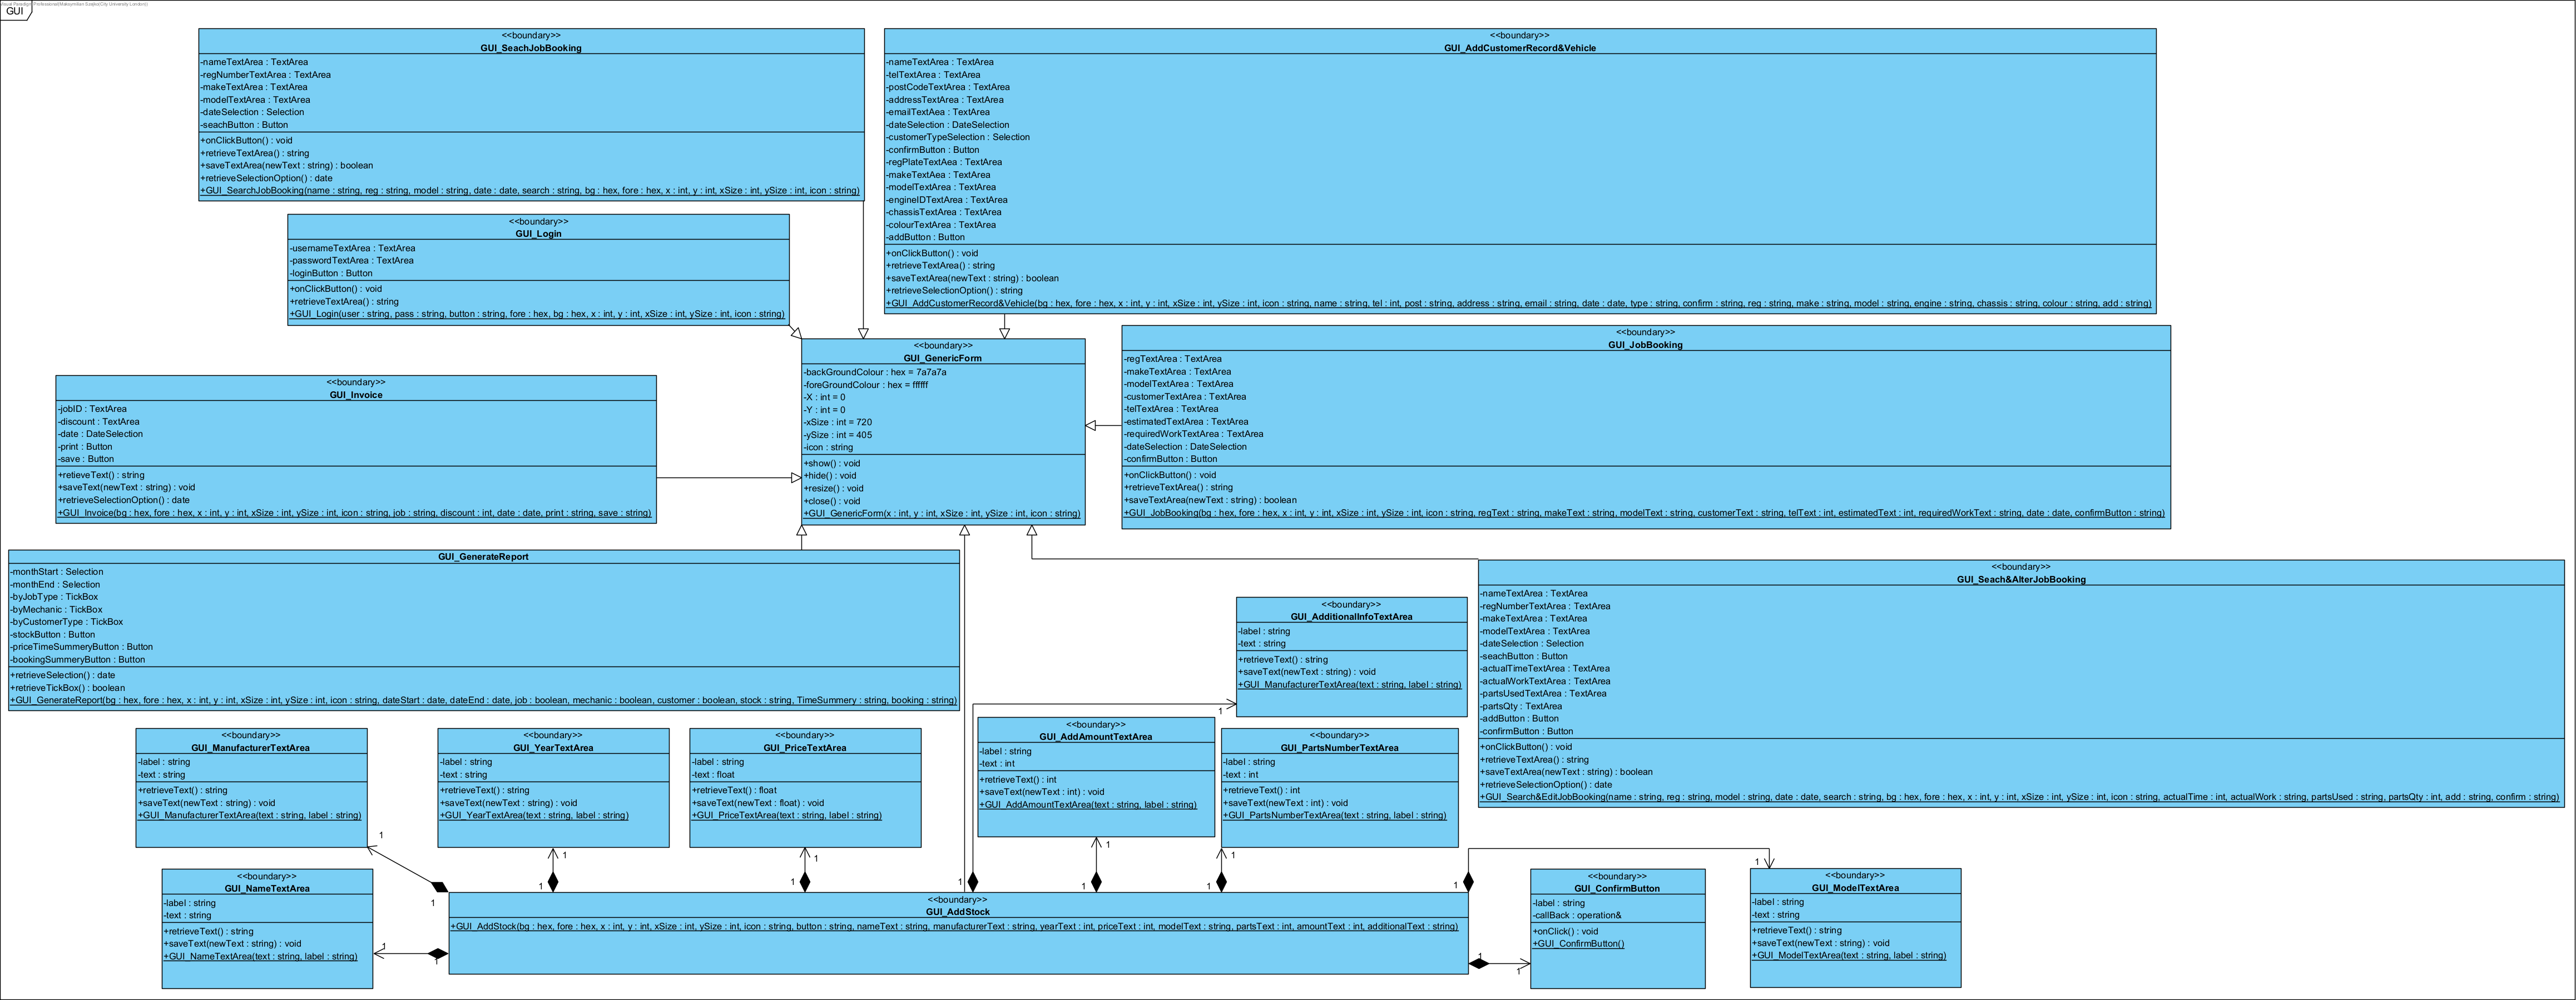 Visual Paradigm Professional(Maksymilian Szejna(City University London))
GUI
<<boundary>>
GUI_SeachJobBooking
-nameTextArea : TextArea
-regNumberTextArea : TextArea
-makeTextArea : TextArea
-modelTextArea : TextArea
-dateSelection : Selection
-seachButton : Button
+onClickButton() : void
+retrieveTextArea() : string
+saveTextArea(newText : string) : boolean
+retrieveSelectionOption() : date
+GUI_SearchJobBooking(name : string, reg : string, model : string, date : date, search : string, bg : hex, fore : hex, x : int, y : int, xSize : int, ySize : int, icon : string)
<<boundary>>
GUI_AddCustomerRecord&Vehicle
-nameTextArea : TextArea
-telTextArea : TextArea
-postCodeTextArea : TextArea
-addressTextArea : TextArea
-emailTextAea : TextArea
-dateSelection : DateSelection
-customerTypeSelection : Selection
-confirmButton : Button
-regPlateTextAea : TextArea
-makeTextAea : TextArea
-modelTextArea : TextArea
-engineIDTextArea : TextArea
-chassisTextArea : TextArea
-colourTextArea : TextArea
-addButton : Button
+onClickButton() : void
+retrieveTextArea() : string
+saveTextArea(newText : string) : boolean
+retrieveSelectionOption() : string
+GUI_AddCustomerRecord&Vehicle(bg : hex, fore : hex, x : int, y : int, xSize : int, ySize : int, icon : string, name : string, tel : int, post : string, address : string, email : string, date : date, type : string, confirm : string, reg : string, make : string, model : string, engine : string, chassis : string, colour : string, add : string)
<<boundary>>
GUI_Login
-usernameTextArea : TextArea
-passwordTextArea : TextArea
-loginButton : Button
+onClickButton() : void
+retrieveTextArea() : string
+GUI_Login(user : string, pass : string, button : string, fore : hex, bg : hex, x : int, y : int, xSize : int, ySize : int, icon : string)
<<boundary>>
GUI_GenericForm
-backGroundColour : hex = 7a7a7a
-foreGroundColour : hex = ffffff
-X : int = 0
-Y : int = 0
-xSize : int = 720
-ySize : int = 405
-icon : string
+show() : void
+hide() : void
+resize() : void
+close() : void
+GUI_GenericForm(x : int, y : int, xSize : int, ySize : int, icon : string)
<<boundary>>
GUI_JobBooking
-regTextArea : TextArea
-makeTextArea : TextArea
-modelTextArea : TextArea
-customerTextArea : TextArea
-telTextArea : TextArea
-estimatedTextArea : TextArea
-requiredWorkTextArea : TextArea
-dateSelection : DateSelection
-confirmButton : Button
+onClickButton() : void
+retrieveTextArea() : string
+saveTextArea(newText : string) : boolean
+GUI_JobBooking(bg : hex, fore : hex, x : int, y : int, xSize : int, ySize : int, icon : string, regText : string, makeText : string, modelText : string, customerText : string, telText : int, estimatedText : int, requiredWorkText : string, date : date, confirmButton : string)
<<boundary>>
GUI_Invoice
-jobID : TextArea
-discount : TextArea
-date : DateSelection
-print : Button
-save : Button
+retieveText() : string
+saveText(newText : string) : void
+retrieveSelectionOption() : date
+GUI_Invoice(bg : hex, fore : hex, x : int, y : int, xSize : int, ySize : int, icon : string, job : string, discount : int, date : date, print : string, save : string)
GUI_GenerateReport
-monthStart : Selection
-monthEnd : Selection
-byJobType : TickBox
-byMechanic : TickBox
-byCustomerType : TickBox
-stockButton : Button
-priceTimeSummeryButton : Button
-bookingSummeryButton : Button
+retrieveSelection() : date
+retrieveTickBox() : boolean
+GUI_GenerateReport(bg : hex, fore : hex, x : int, y : int, xSize : int, ySize : int, icon : string, dateStart : date, dateEnd : date, job : boolean, mechanic : boolean, customer : boolean, stock : string, TimeSummery : string, booking : string)
<<boundary>>
GUI_Seach&AlterJobBooking
-nameTextArea : TextArea
-regNumberTextArea : TextArea
-makeTextArea : TextArea
-modelTextArea : TextArea
-dateSelection : Selection
-seachButton : Button
-actualTimeTextArea : TextArea
-actualWorkTextArea : TextArea
-partsUsedTextArea : TextArea
-partsQty : TextArea
-addButton : Button
-confirmButton : Button
+onClickButton() : void
+retrieveTextArea() : string
+saveTextArea(newText : string) : boolean
+retrieveSelectionOption() : date
+GUI_Search&EditJobBooking(name : string, reg : string, model : string, date : date, search : string, bg : hex, fore : hex, x : int, y : int, xSize : int, ySize : int, icon : string, actualTime : int, actualWork : string, partsUsed : string, partsQty : int, add : string, confirm : string)
<<boundary>>
GUI_AdditionalInfoTextArea
-label : string
-text : string
+retrieveText() : string
+saveText(newText : string) : void
+GUI_ManufacturerTextArea(text : string, label : string)
1
<<boundary>>
GUI_ManufacturerTextArea
-label : string
-text : string
+retrieveText() : string
+saveText(newText : string) : void
+GUI_ManufacturerTextArea(text : string, label : string)
<<boundary>>
GUI_YearTextArea
-label : string
-text : string
+retrieveText() : string
+saveText(newText : string) : void
+GUI_YearTextArea(text : string, label : string)
<<boundary>>
GUI_PriceTextArea
-label : string
-text : float
+retrieveText() : float
+saveText(newText : float) : void
+GUI_PriceTextArea(text : string, label : string)
<<boundary>>
GUI_AddAmountTextArea
-label : string
-text : int
+retrieveText() : int
+saveText(newText : int) : void
+GUI_AddAmountTextArea(text : string, label : string)
<<boundary>>
GUI_PartsNumberTextArea
-label : string
-text : int
+retrieveText() : int
+saveText(newText : int) : void
+GUI_PartsNumberTextArea(text : string, label : string)
1
1
1
1
1
1
1
1
1
1
1
1
1
1
<<boundary>>
GUI_NameTextArea
-label : string
-text : string
+retrieveText() : string
+saveText(newText : string) : void
+GUI_NameTextArea(text : string, label : string)
1
1
<<boundary>>
GUI_AddStock
+GUI_AddStock(bg : hex, fore : hex, x : int, y : int, xSize : int, ySize : int, icon : string, button : string, nameText : string, manufacturerText : string, yearText : int, priceText : int, modelText : string, partsText : int, amountText : int, additionalText : string)
1
1
<<boundary>>
GUI_ConfirmButton
-label : string
-callBack : operation&
+onClick() : void
+GUI_ConfirmButton()
<<boundary>>
GUI_ModelTextArea
-label : string
-text : string
+retrieveText() : string
+saveText(newText : string) : void
+GUI_ModelTextArea(text : string, label : string)